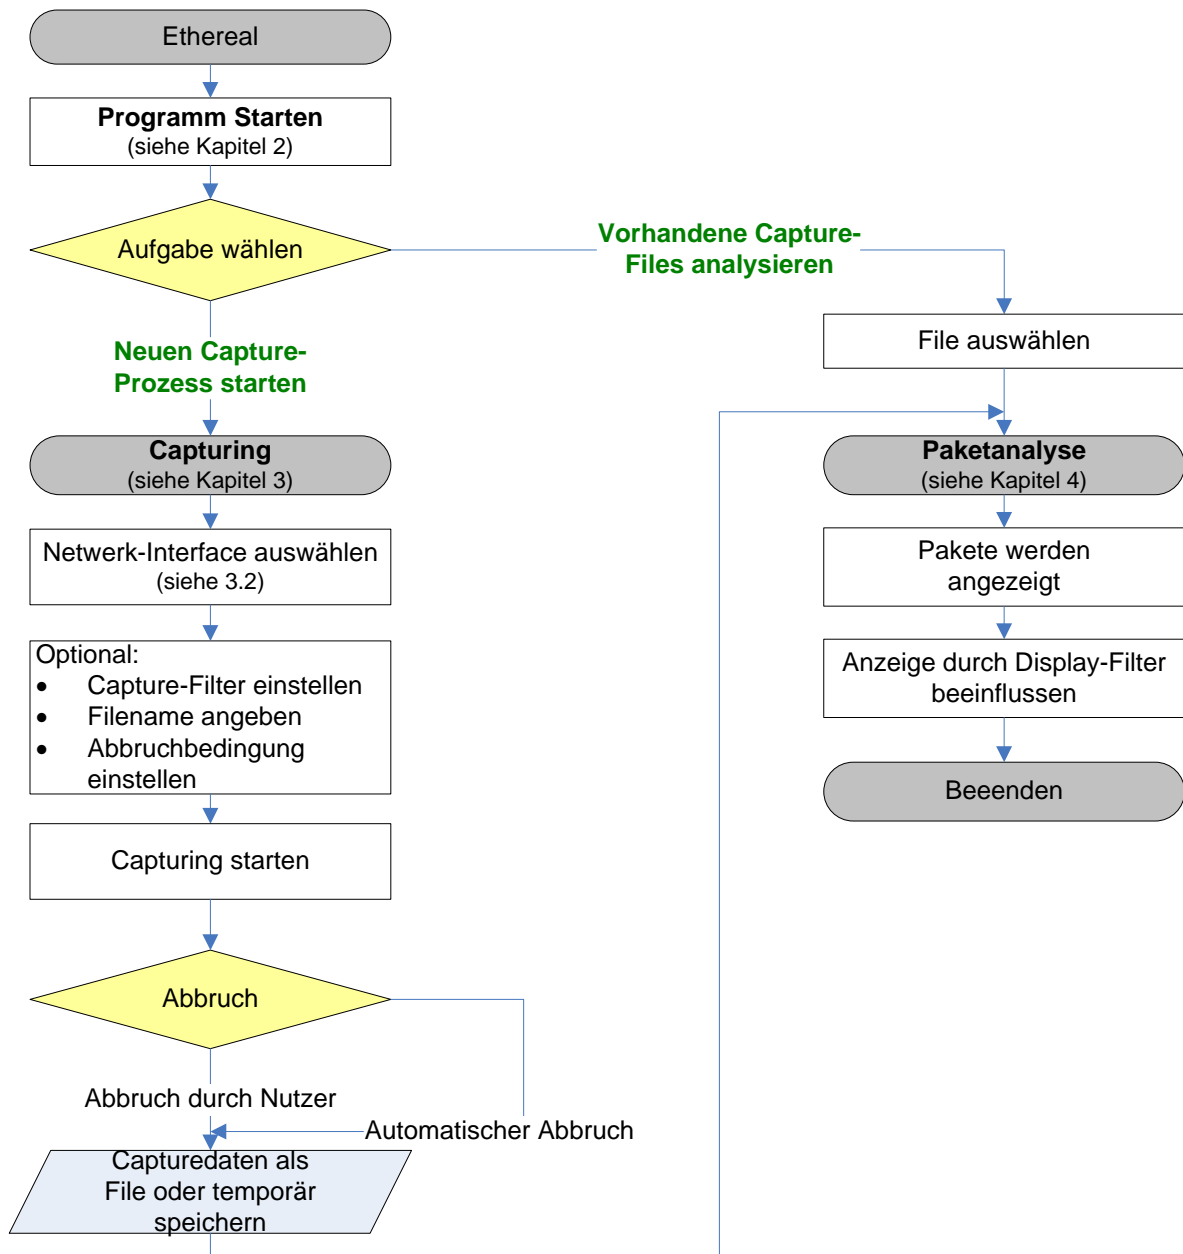 Ethereal
Programm Starten
(siehe Kapitel 2)
Aufgabe wählen
Vorhandene Capture-
Files analysieren
File auswählen
Neuen Capture-
Prozess starten
Capturing
(siehe Kapitel 3)
Paketanalyse
(siehe Kapitel 4)
Netwerk-Interface auswählen
(siehe 3.2)
Pakete werden
angezeigt
Optional:
• Capture-Filter einstellen
• Filename angeben
• Abbruchbedingung
einstellen
Anzeige durch Display-Filter
beeinflussen
Beeenden
Capturing starten
Abbruch
Abbruch durch Nutzer
Automatischer Abbruch
Capturedaten als
File oder temporär
speichern